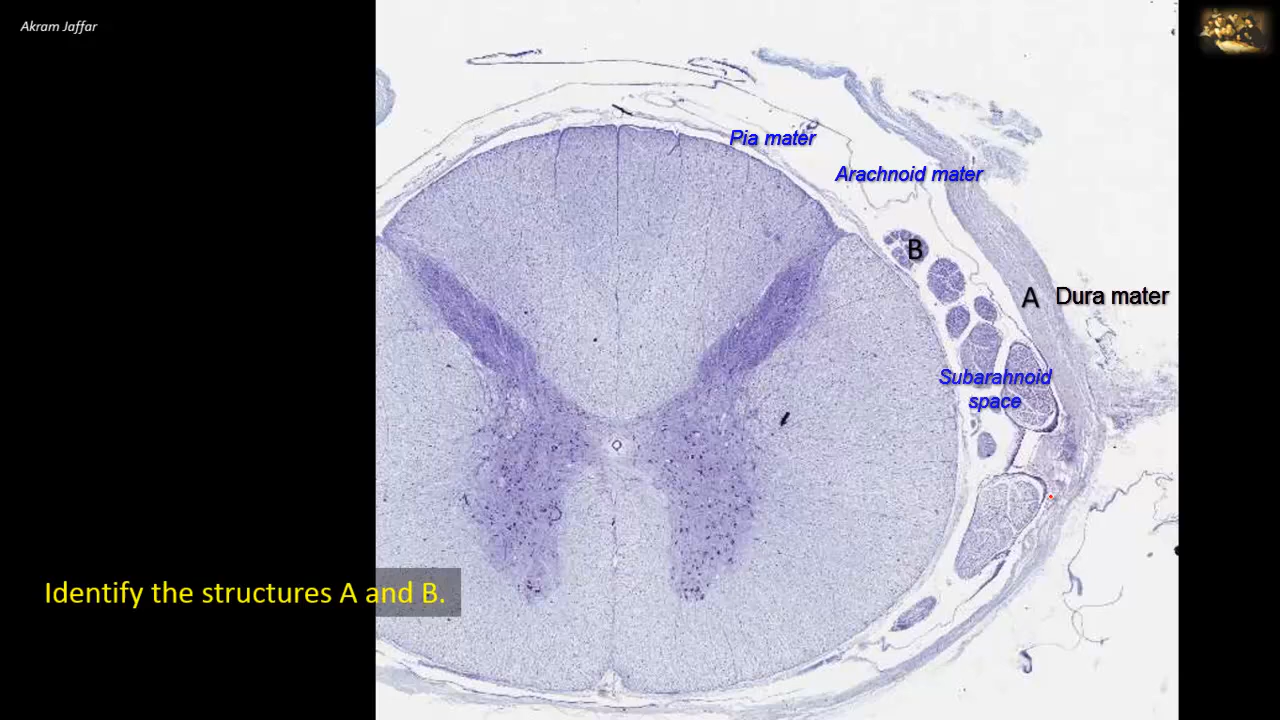 Akram Jaffar
Pia mater
Arachnoid mater
B
A Dura mater
Subarahnoid
space
Identify the structures A and B.